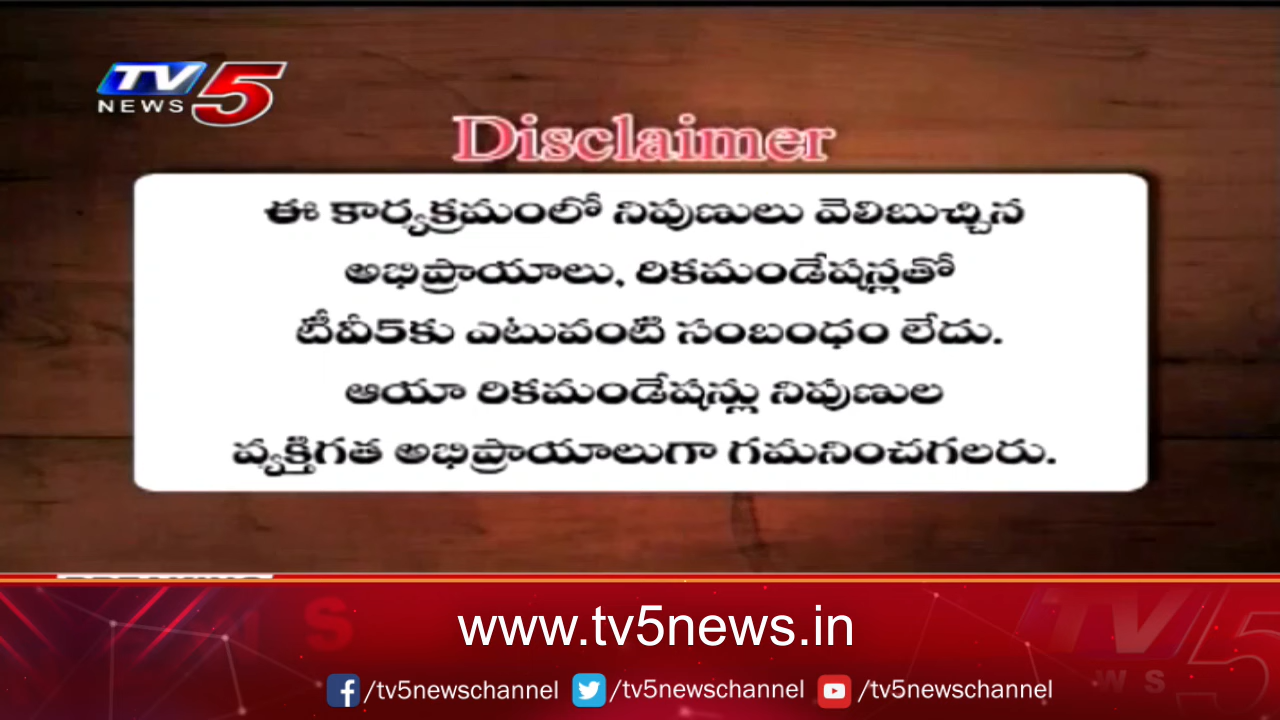 TV5
NEWS
Disclaimer
ఈ కార్యక్రమంలో నిపుణులు వెలిబుచ్చిన
అభిప్రాయాలు, రికమండేషన్లతో
టీవీ5కు ఎటువంటి సంబంధం లేదు.
ఆయా రికమండేషన్లు నిపుణుల
వ్యక్తిగత అభిప్రాయాలుగా గమనించగలరు.
www.tv5news.in
/tv5newschannel /tv5newschannel /tv5newschannel